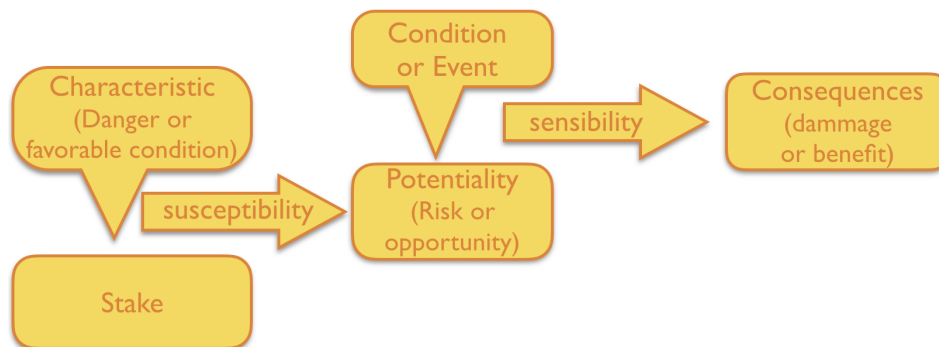 Characteristic
(Danger or
favorable condition)
Stake
susceptibility
Condition
or Event
Potentiality
(Risk or
opportunity)
sensibility
Consequences
(dammage
or benefit)